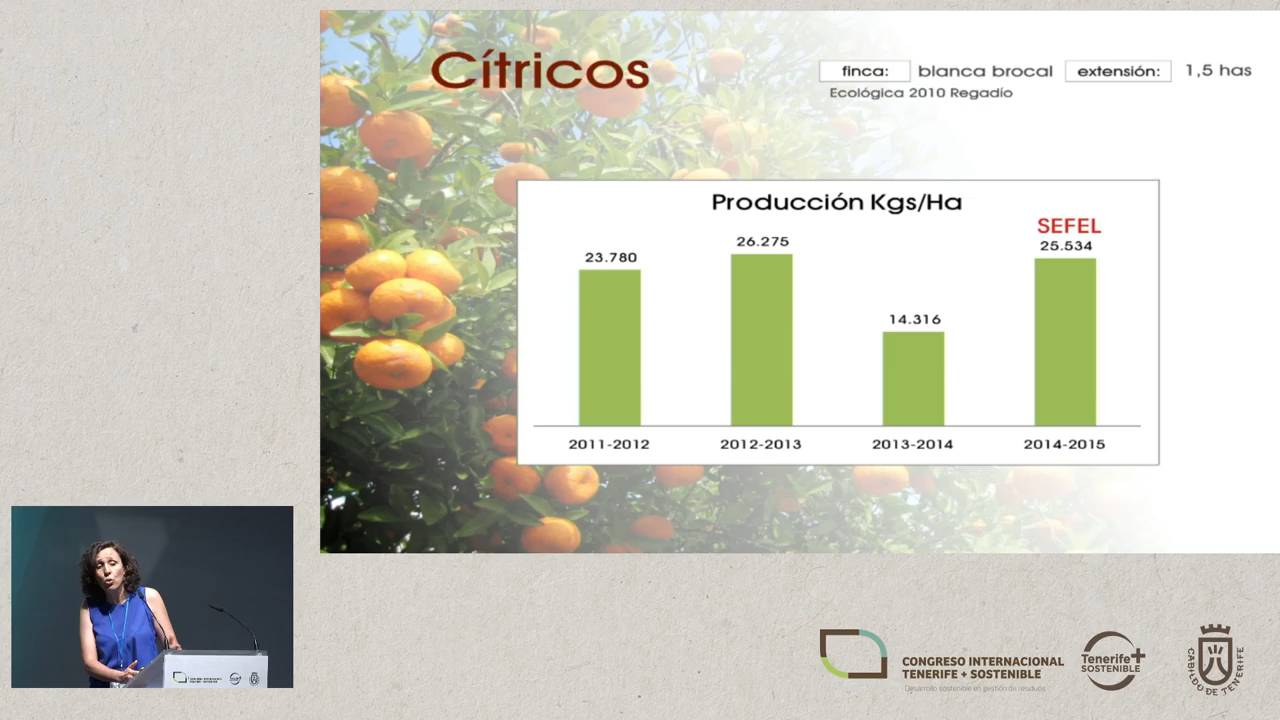 Cítricos
finca: blanca brocal extensión: 1,5 has
Ecológica 2010 Regadío
Producción Kgs/Ha
SEFEL
23.780
26.275
14.316
25.534
2011-2012
2012-2013
2013-2014
2014-2015
CONGRESO INTERNACIONAL
TENERIFE + SOSTENIBLE
Desarrollo sostenible en gestión de residuos
Tenerife+
SOSTENIBLE
CABILDO DE TENERIFE